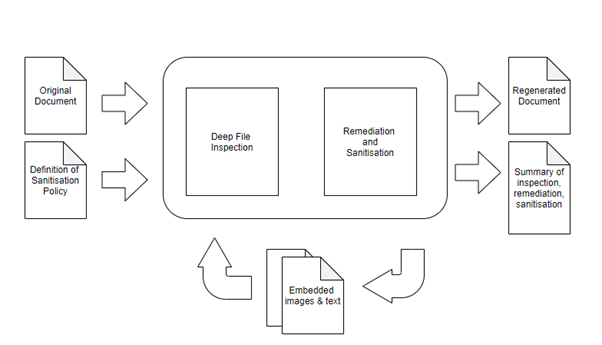 Original
Document
Definition of
Sanitisation
Policy
Deep File
Inspection
Remediation
and
Sanitisation
Regenerated
Document
Summary of
inspection,
remediation,
sanitisation
Embedded
images & text